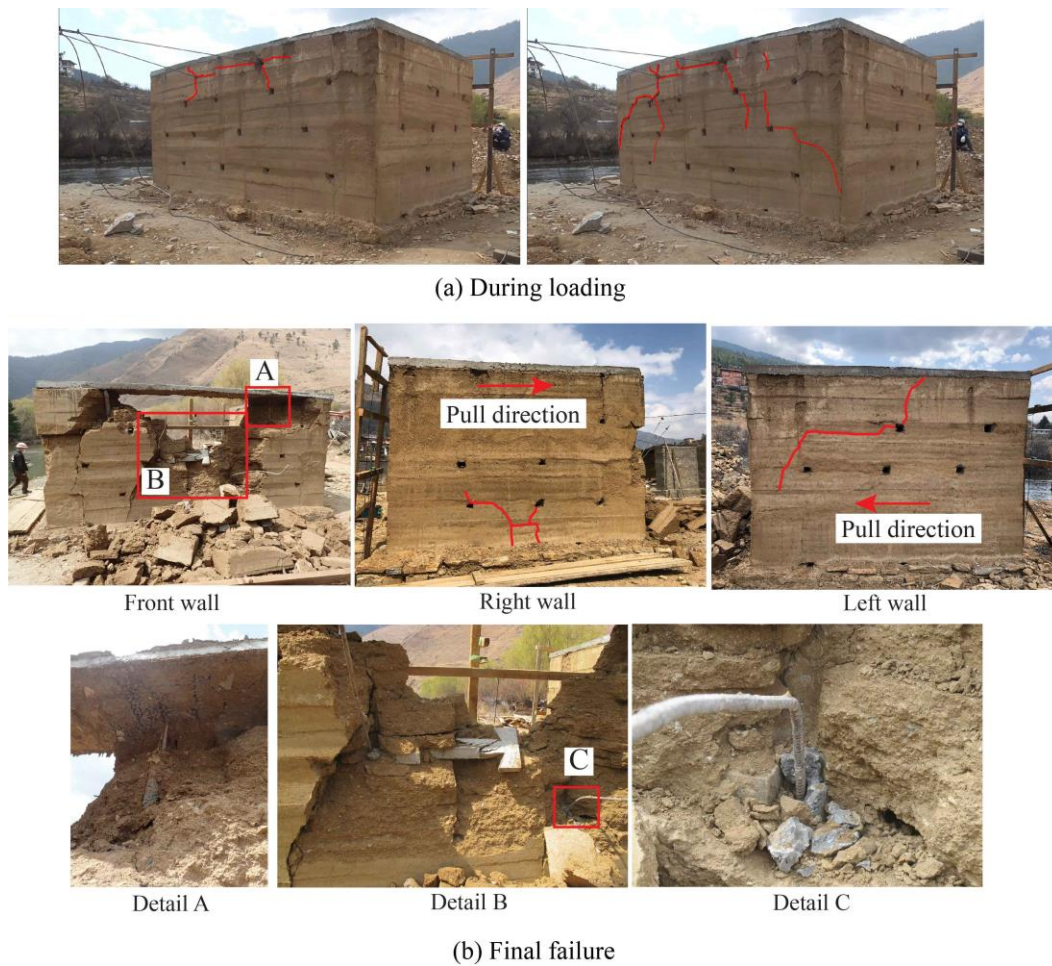 (a) During loading
A
B
Pull direction
Pull direction
Front wall
Right wall
Left wall
C
Detail A
Detail B
Detail C
(b) Final failure